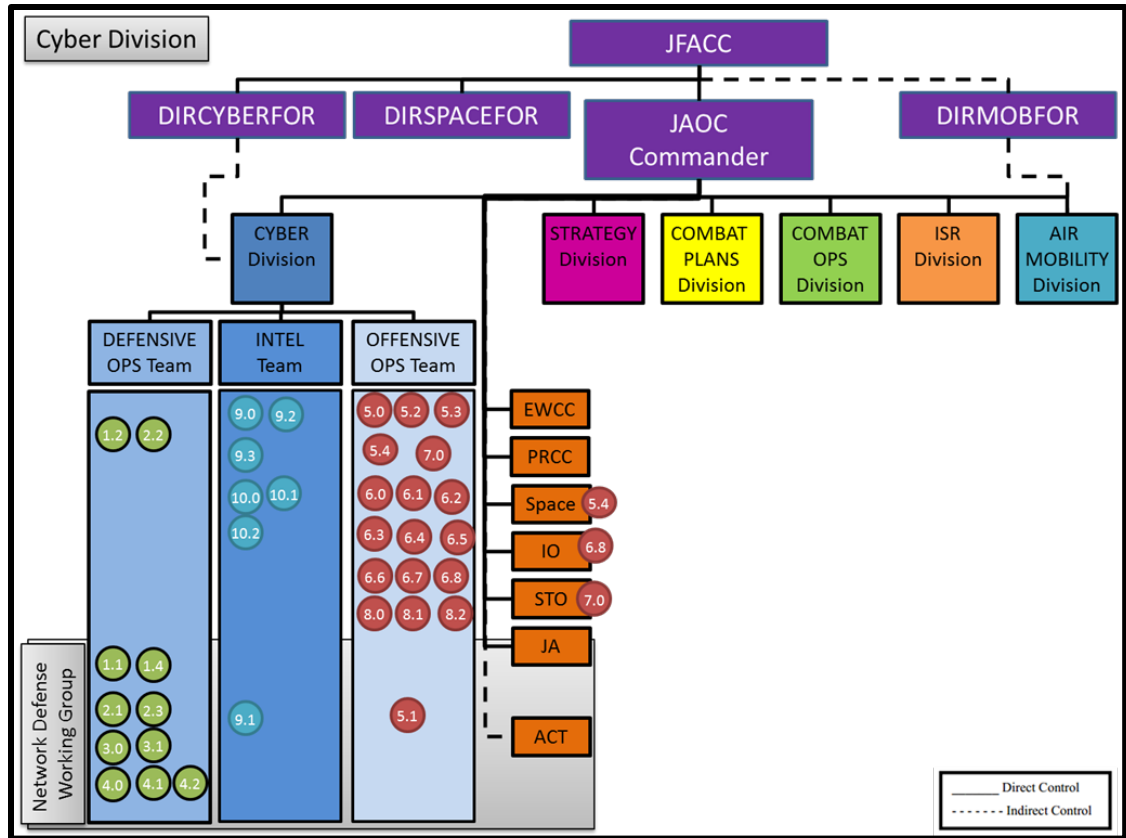 Cyber Division
JFACC
DIRCYBERFOR
DIRSPACEFOR
JAOC
Commander
DIRMOBFOR
CYBER
Division
STRATEGY
Division
COMBAT
PLANS
Division
COMBAT
OPS
Division
ISR
Division
AIR
MOBILITY
Division
DEFENSIVE
OPS Team
INTEL
Team
OFFENSIVE
OPS Team
1.2 2.2
1.1 1.4
2.1 2.3
3.0 3.1
4.0 4.1 4.2
9.0 9.2
9.3
10.0 10.1
10.2
9.1
5.0 5.2 5.3
5.4 7.0
6.0 6.1 6.2
6.3 6.4 6.5
6.6 6.7 6.8
8.0 8.1 8.2
5.1
EWCC
PRCC
Space 5.4
IO 6.8
STO 7.0
JA
ACT
Network Defense
Working Group
Direct Control
Indirect Control